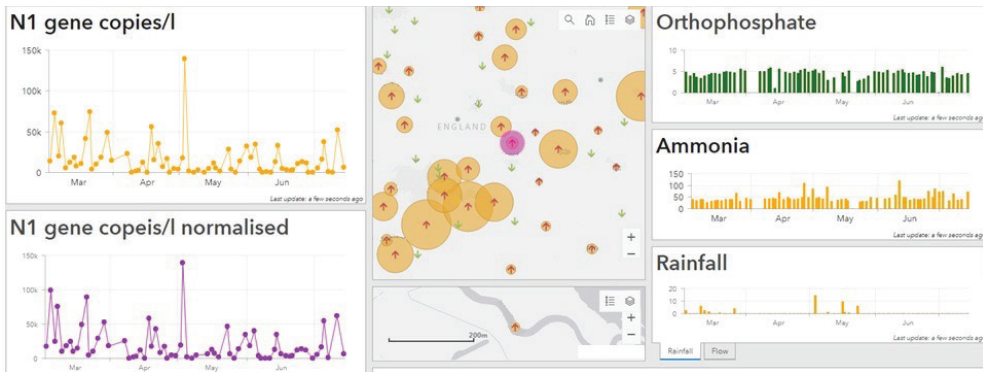 N1 gene copies/l
150k
100k
50k
0
Mar Apr May Jun
Last update: a few seconds ago
N1 gene copeis/l normalised
150k
100k
50k
0
Mar Apr May Jun
ENGLAND
+
−
200m
+
−
Orthophosphate
10
5
0
Mar Apr May Jun
Last update: a few seconds ago
Ammonia
150
100
50
0
Mar Apr May Jun
Last update: a few seconds ago
Rainfall
20
10
0
Mar Apr May Jun
Last update: a few seconds ago
Rainfall Flow